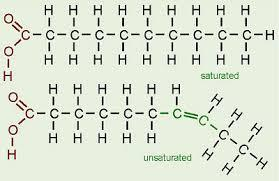 H H H H H H H H H
O C C C C C C C C C C H
O H H H H H H H H H
H saturated
H H H H H H H
O C C C C C C C C H
O H H H H H C H
H unsaturated H C H
H